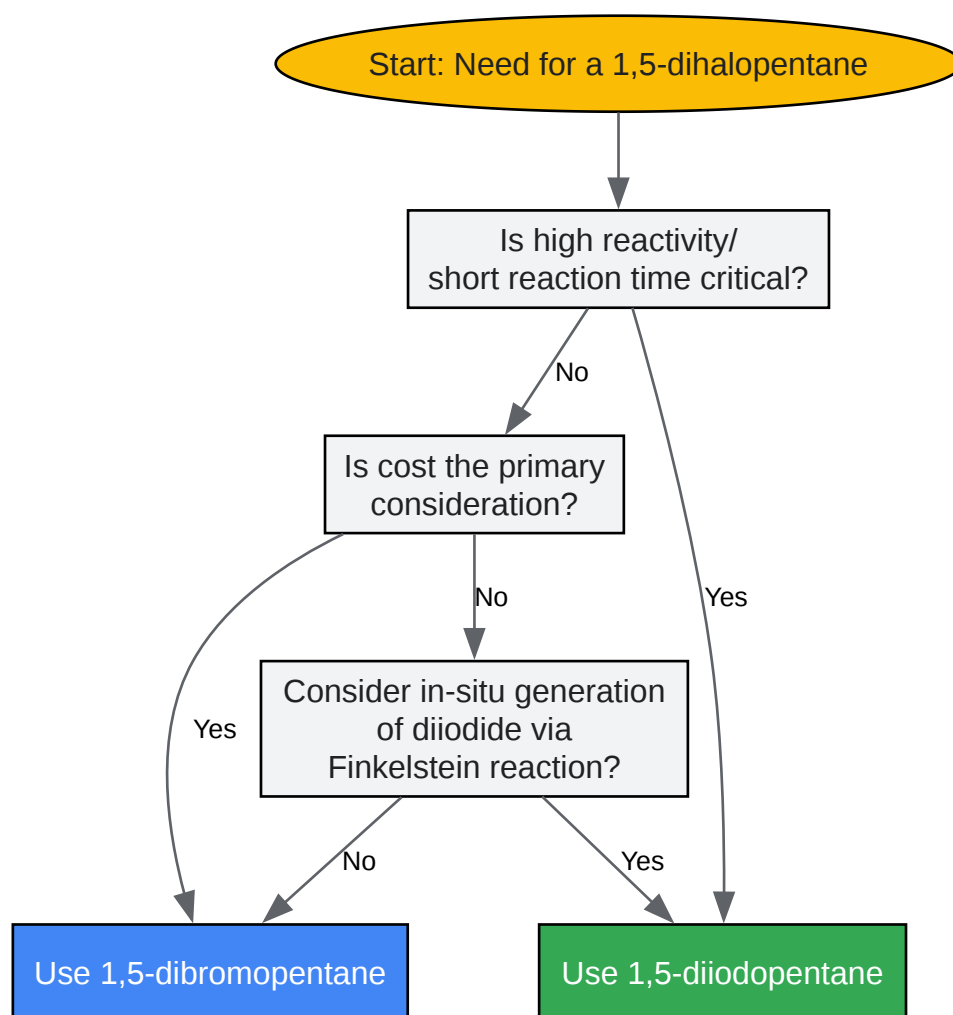 Start: Need for a 1,5-dihalopentane
Is high reactivity/
short reaction time critical?
No
Is cost the primary
consideration?
No
Yes
Consider in-situ generation
of diiodide via
Finkelstein reaction?
Yes
No
Yes
Use 1,5-dibromopentane
Use 1,5-diiodopentane